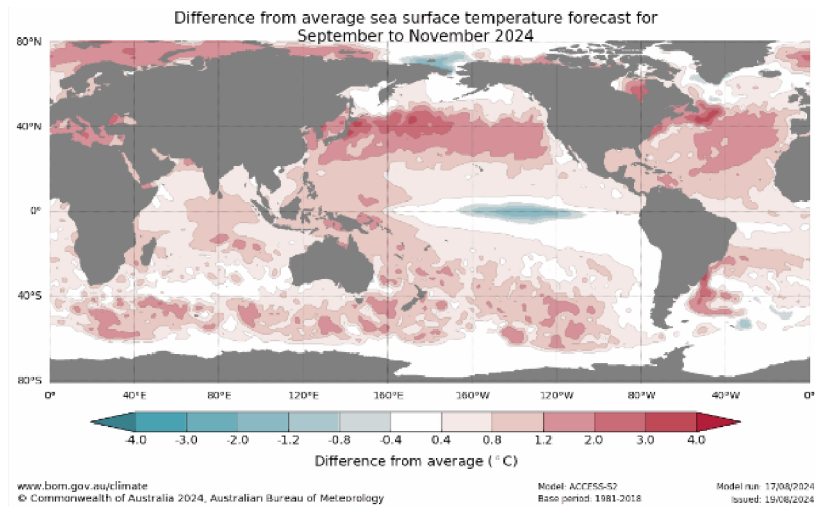 Difference from average sea surface temperature forecast for
September to November 2024
80°N
40°N
0°
40°S
80°S
0° 40°E 80°E 120°E 160°E 160°W 120°W 80°W 40°W 0°
-4.0 -3.0 -2.0 -1.2 -0.8 -0.4 0.4 0.8 1.2 2.0 3.0 4.0
Difference from average (°C)
www.bom.gov.au/climate
© Commonwealth of Australia 2024, Australian Bureau of Meteorology
Model: ACCESS-S2
Base period: 1981-2018
Model run: 17/08/2024
Issued: 19/08/2024